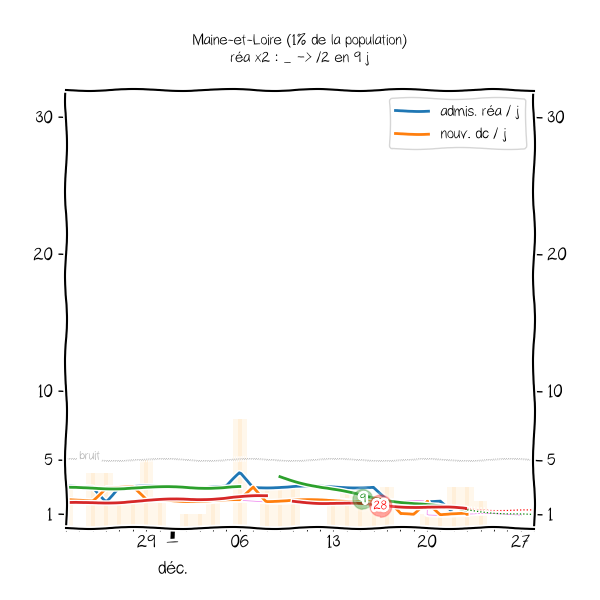 Maine-et-Loire (1% de la population)
réa x2 : _ -> /2 en 9 j
admis. réa / j
nouv. dc / j
30
30
20
20
10
10
bruit
5
5
9
28
1
1
29
06
13
20
27
déc.